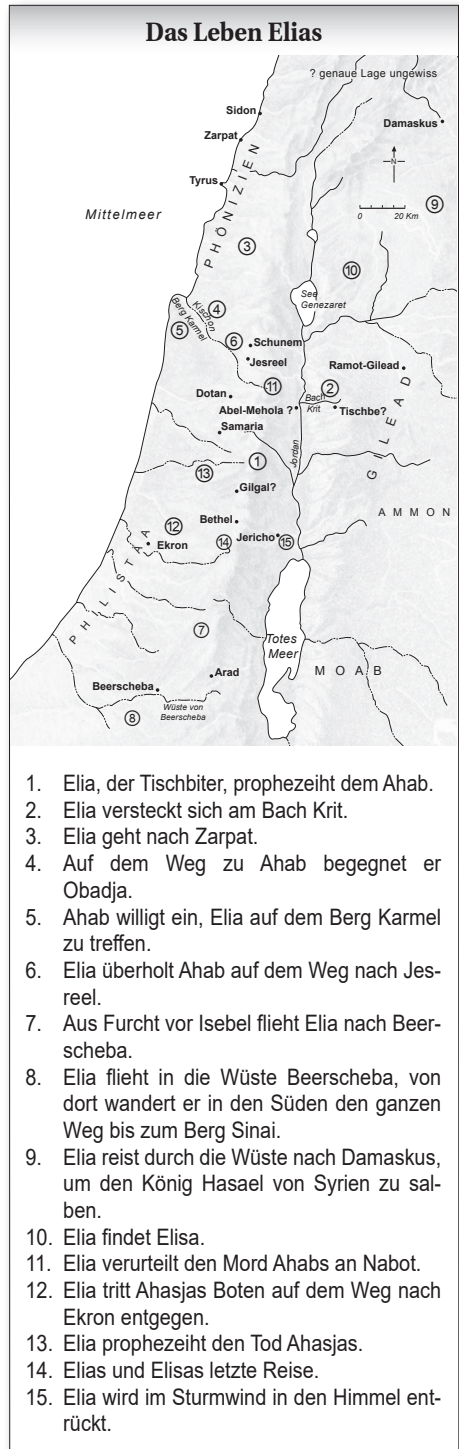 Das Leben Elias
? genaue Lage ungewiss
Sidon
Damaskus
Zarpat
N
Tyrus
0 20 Km
9
Mittelmeer
PHÖNIZIEN
3
10
See
Genezaret
Kischon
4
Berg Karmel
5
6
Schunem
Jesreel
Ramot-Gilead
11
2
Dotan
Bach
Krit
Abel-Mehola ?
Tischbe?
GILEAD
Samaria
Jordan
1
13
Gilgal?
AMMON
12
Bethel
Ekron
14
Jericho
15
PHILISTÄA
7
Totes
Meer
MOAB
Arad
Beerscheba
Wüste von
Beerscheba
8
1. Elia, der Tischbiter, prophezeiht dem Ahab.
2. Elia versteckt sich am Bach Krit.
3. Elia geht nach Zarpat.
4. Auf dem Weg zu Ahab begegnet er
Obadja.
5. Ahab willigt ein, Elia auf dem Berg Karmel
zu treffen.
6. Elia überholt Ahab auf dem Weg nach Jes-
reel.
7. Aus Furcht vor Isebel flieht Elia nach Beer-
scheba.
8. Elia flieht in die Wüste Beerscheba, von
dort wandert er in den Süden den ganzen
Weg bis zum Berg Sinai.
9. Elia reist durch die Wüste nach Damaskus,
um den König Hasael von Syrien zu sal-
ben.
10. Elia findet Elisa.
11. Elia verurteilt den Mord Ahabs an Nabot.
12. Elia tritt Ahasjas Boten auf dem Weg nach
Ekron entgegen.
13. Elia prophezeiht den Tod Ahasjas.
14. Elias und Elisas letzte Reise.
15. Elia wird im Sturmwind in den Himmel ent-
rückt.